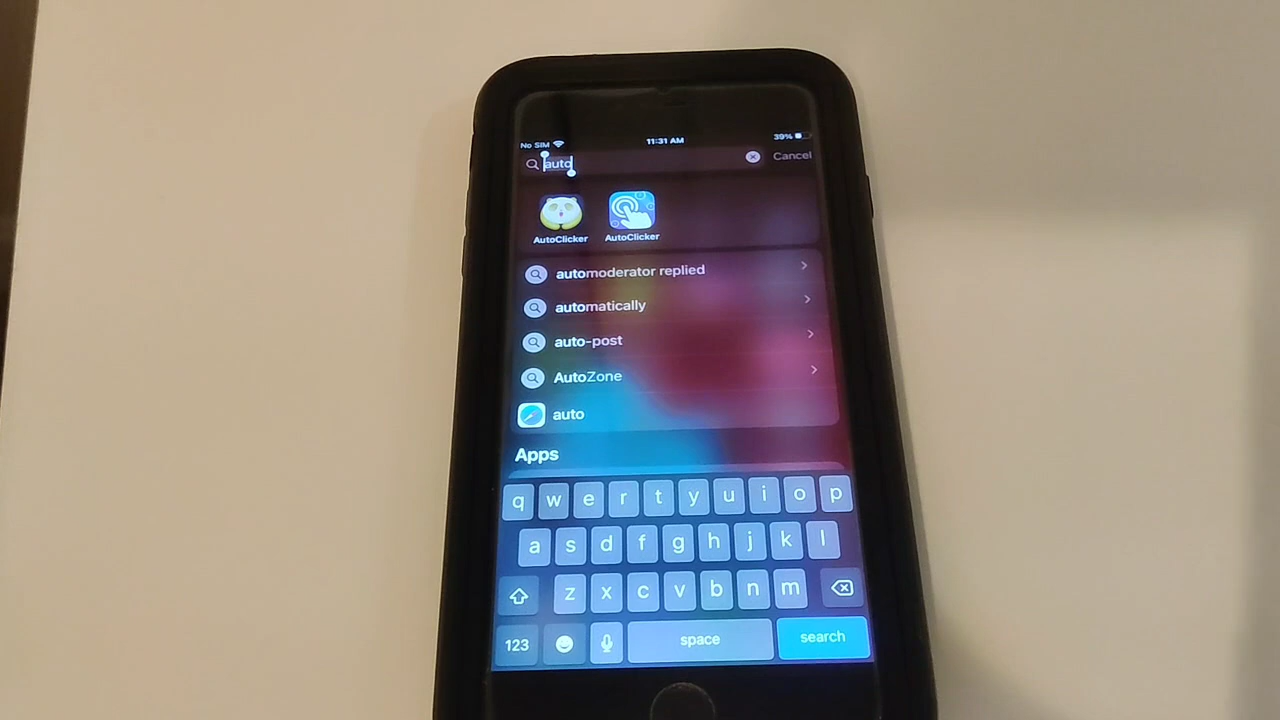 No SIM 11:31 AM 39%
auto Cancel
AutoClicker AutoClicker
automoderator replied
automatically
auto-post
AutoZone
auto
Apps
q w e r t y u i o p
a s d f g h j k l
z x c v b n m
123 space search